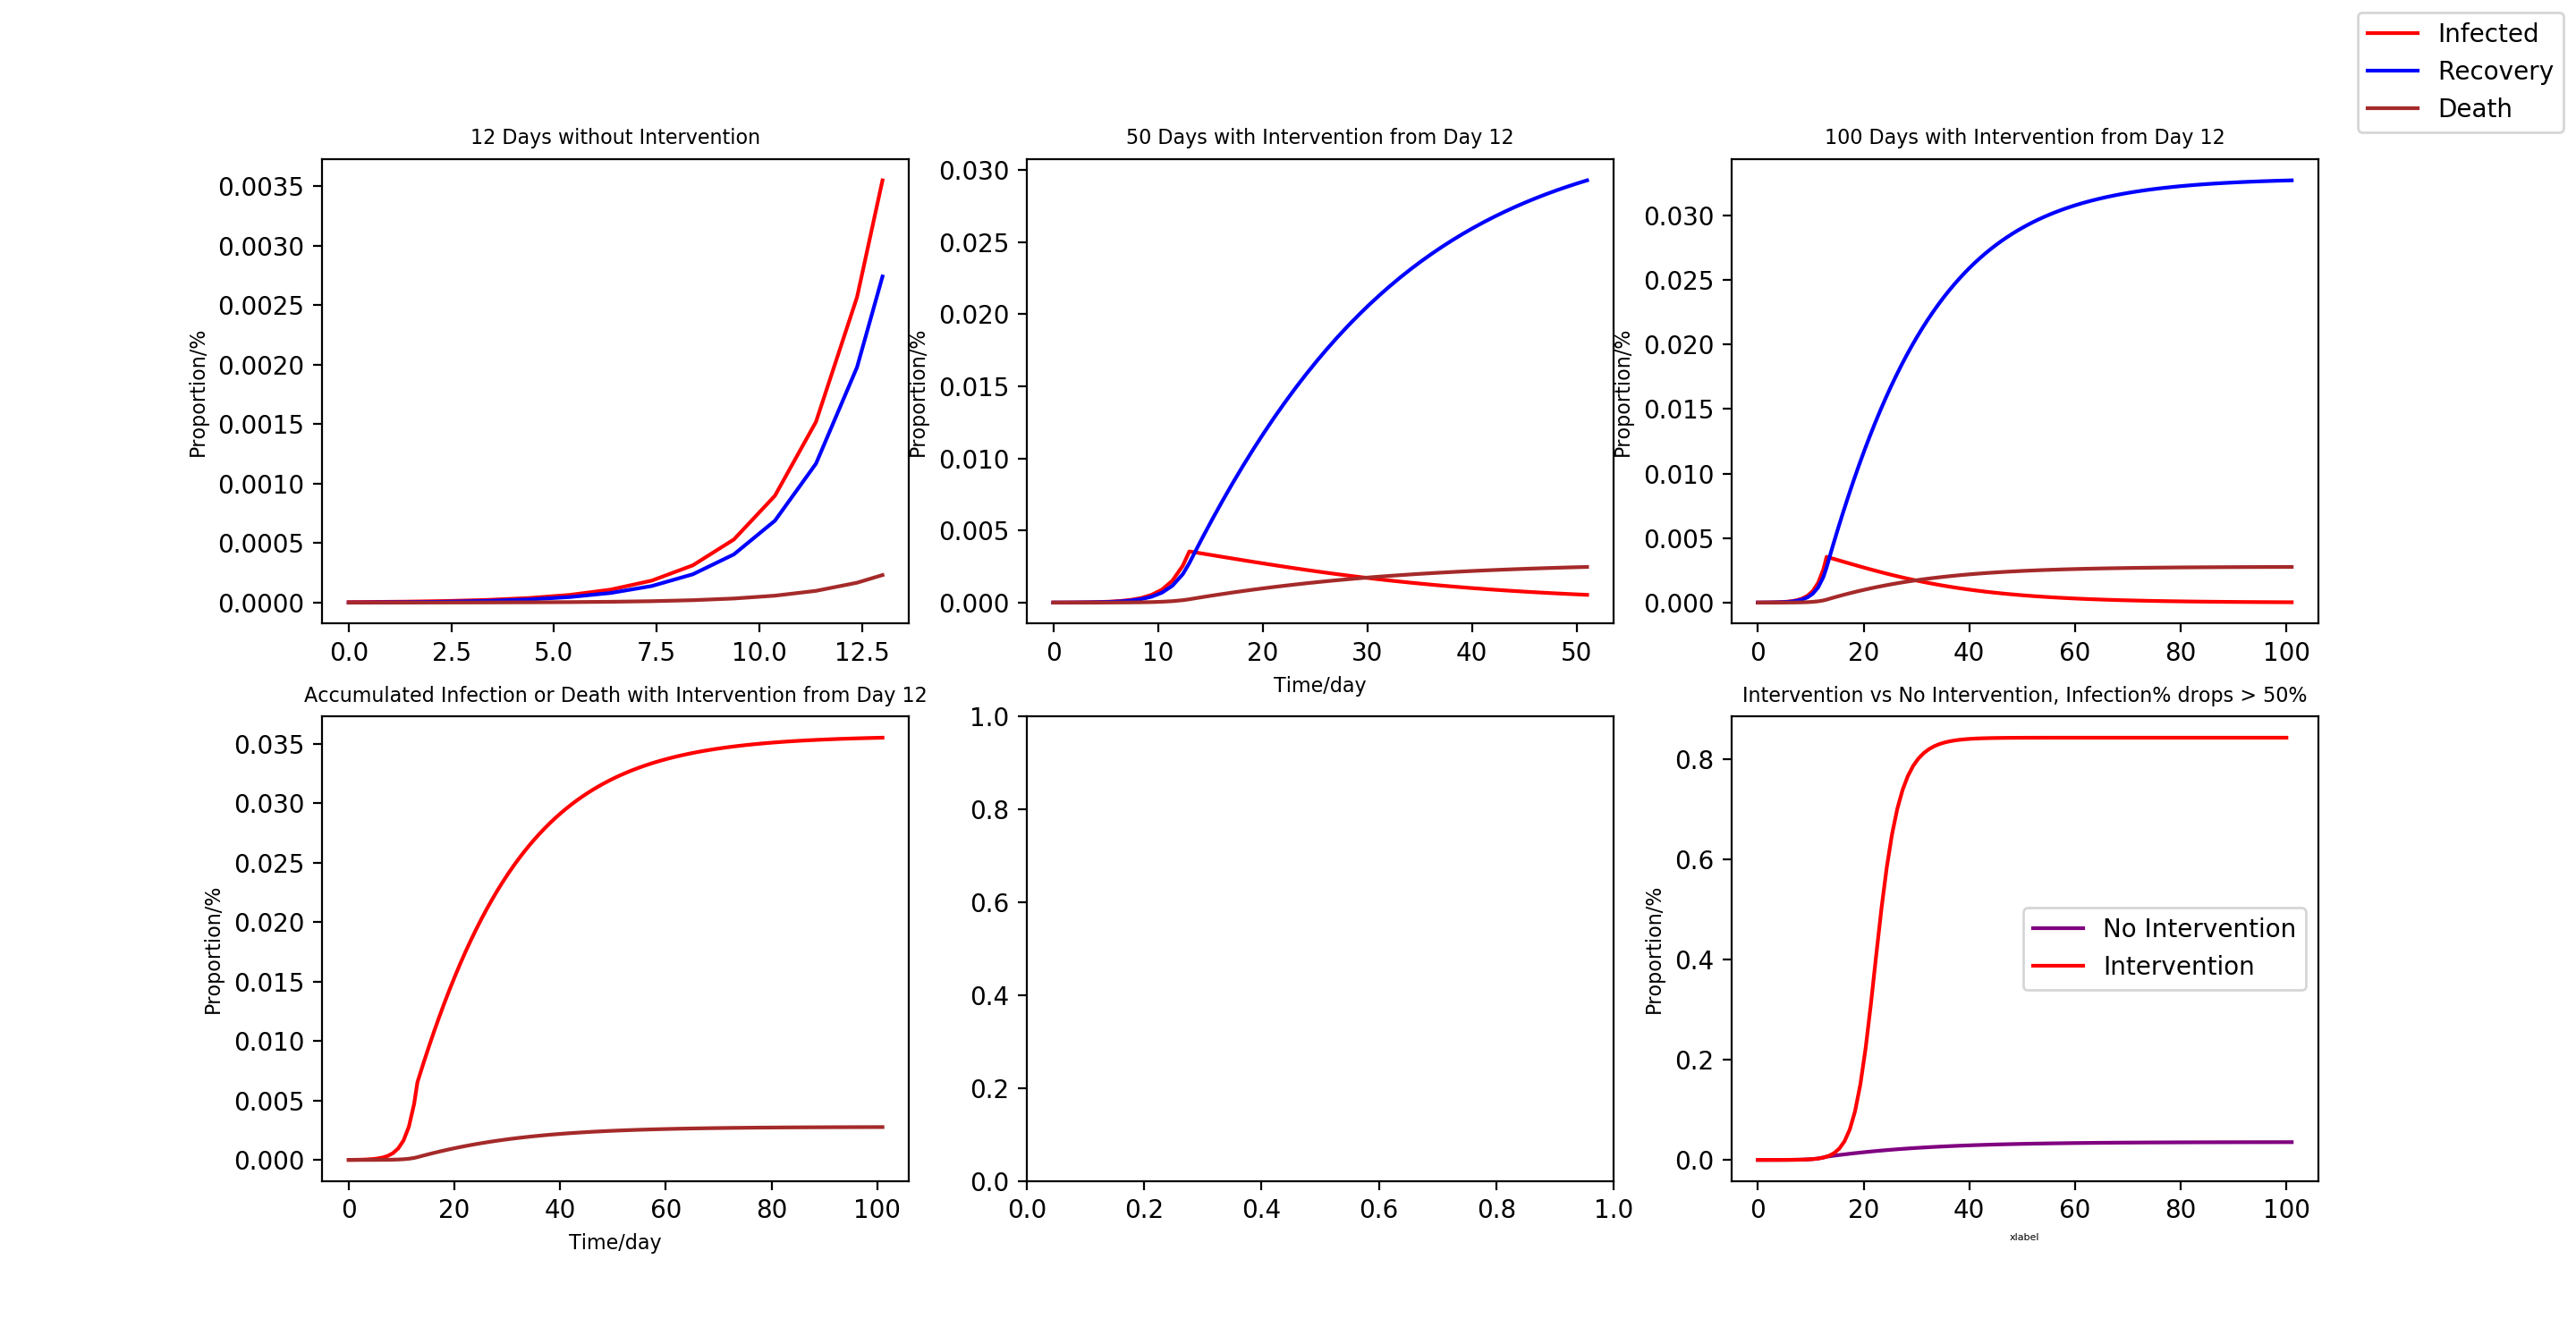 Infected
Recovery
Death
12 Days without Intervention
0.0035
0.0030
0.0025
0.0020
0.0015
0.0010
0.0005
0.0000
Proportion/%
0.0 2.5 5.0 7.5 10.0 12.5
50 Days with Intervention from Day 12
0.030
0.025
0.020
0.015
0.010
0.005
0.000
Proportion/%
0 10 20 30 40 50
Time/day
100 Days with Intervention from Day 12
0.030
0.025
0.020
0.015
0.010
0.005
0.000
Proportion/%
0 20 40 60 80 100
Accumulated Infection or Death with Intervention from Day 12
0.035
0.030
0.025
0.020
0.015
0.010
0.005
0.000
Proportion/%
0 20 40 60 80 100
Time/day
1.0
0.8
0.6
0.4
0.2
0.0
0.0 0.2 0.4 0.6 0.8 1.0
Intervention vs No Intervention, Infection% drops > 50%
0.8
0.6
0.4
0.2
0.0
Proportion/%
No Intervention
Intervention
0 20 40 60 80 100
xlabel